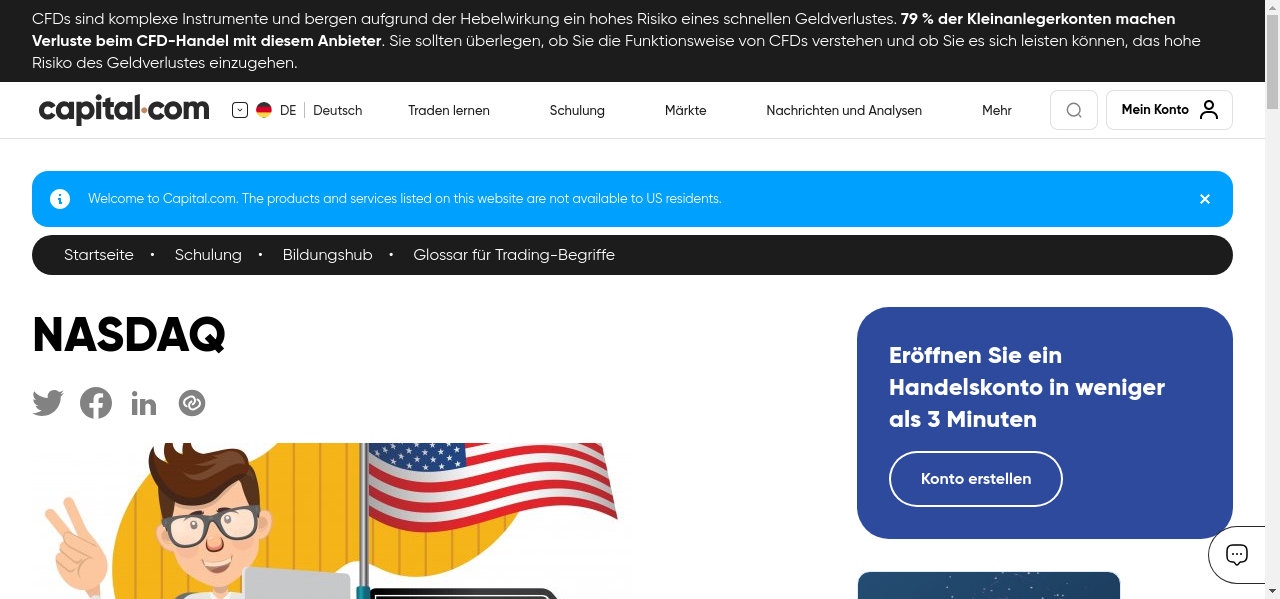 CFDs sind komplexe Instrumente und bergen aufgrund der Hebelwirkung ein hohes Risiko eines schnellen Geldverlustes. 79 % der Kleinanlegerkonten machen
Verluste beim CFD-Handel mit diesem Anbieter. Sie sollten überlegen, ob Sie die Funktionsweise von CFDs verstehen und ob Sie es sich leisten können, das hohe
Risiko des Geldverlustes einzugehen.
capital.com DE Deutsch Traden lernen Schulung Märkte Nachrichten und Analysen Mehr Mein Konto
Welcome to Capital.com. The products and services listed on this website are not available to US residents.
Startseite • Schulung • Bildungshub • Glossar für Trading-Begriffe
NASDAQ
Eröffnen Sie ein
Handelskonto in weniger
als 3 Minuten
Konto erstellen